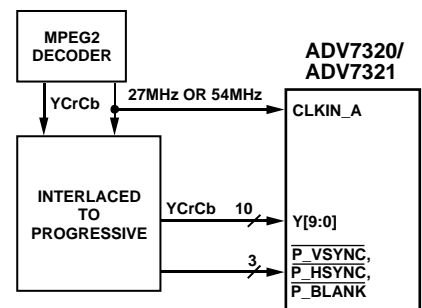 MPEG2
DECODER
ADV7320/
ADV7321
YCrCb
27MHz OR 54MHz
CLKIN_A
INTERLACED
TO
PROGRESSIVE
YCrCb
10
Y[9:0]
3
P_VSYNC,
P_HSYNC,
P_BLANK